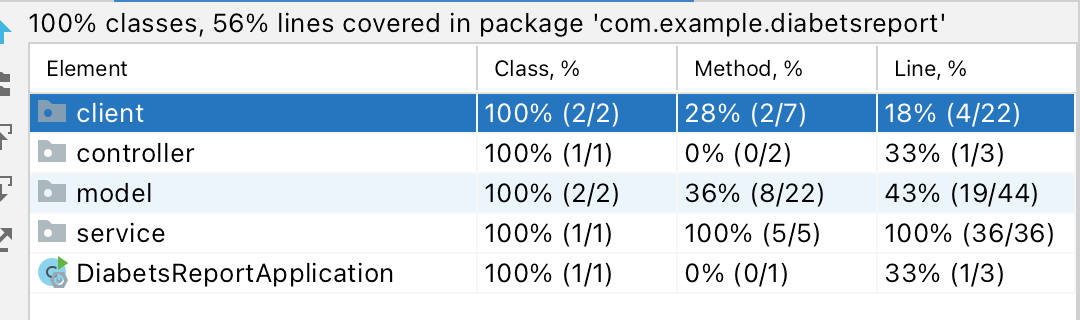 100% classes, 56% lines covered in package 'com.example.diabetsreport'
Element Class, % Method, % Line, %
client 100% (2/2) 28% (2/7) 18% (4/22)
controller 100% (1/1) 0% (0/2) 33% (1/3)
model 100% (2/2) 36% (8/22) 43% (19/44)
service 100% (1/1) 100% (5/5) 100% (36/36)
DiabetsReportApplication 100% (1/1) 0% (0/1) 33% (1/3)